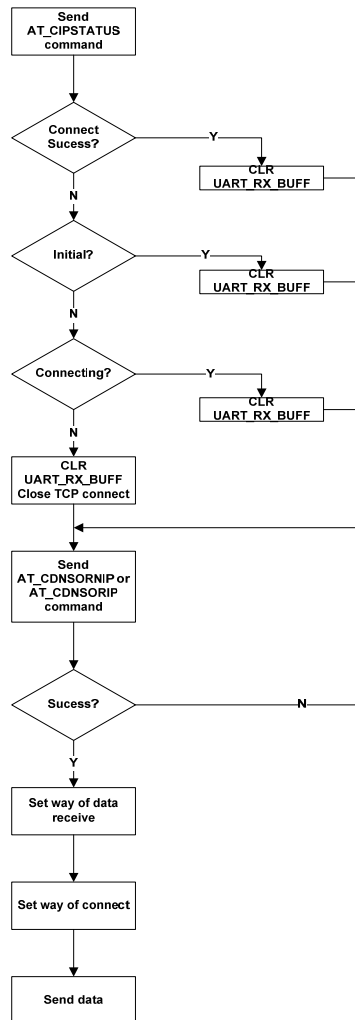 Send
AT_CIPSTATUS
command
Connect
Sucess?
Y
CLR
UART_RX_BUFF
N
Initial?
Y
CLR
UART_RX_BUFF
N
Connecting?
Y
CLR
UART_RX_BUFF
N
CLR
UART_RX_BUFF
Close TCP connect
Send
AT_CDNSORNIP or
AT_CDNSORIP
command
Sucess?
N
Y
Set way of data
receive
Set way of connect
Send data